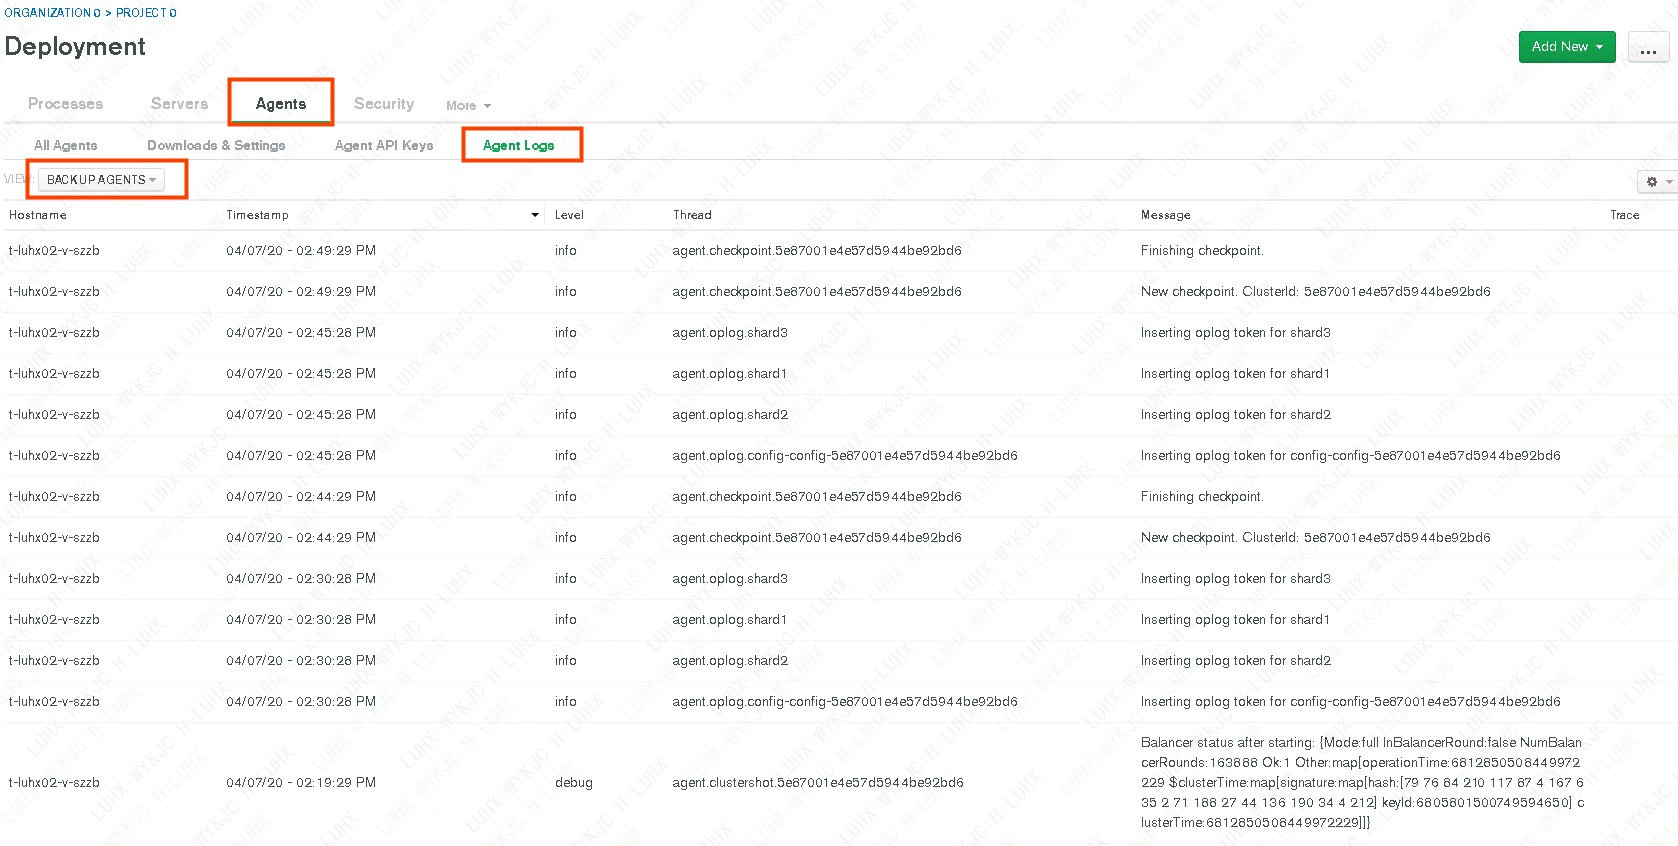 ORGANIZATION 0 > PROJECT 0
Deployment
Add New
...
Processes Servers Agents Security More
All Agents Downloads & Settings Agent API Keys Agent Logs
VIEW: BACKUP AGENTS
Hostname Timestamp Level Thread Message Trace
t-luhx02-v-szzb 04/07/20 - 02:49:29 PM info agent.checkpoint.5e87001e4e57d5944be92bd6 Finishing checkpoint.
t-luhx02-v-szzb 04/07/20 - 02:49:29 PM info agent.checkpoint.5e87001e4e57d5944be92bd6 New checkpoint. ClusterId: 5e87001e4e57d5944be92bd6
t-luhx02-v-szzb 04/07/20 - 02:45:28 PM info agent.oplog.shard3 Inserting oplog token for shard3
t-luhx02-v-szzb 04/07/20 - 02:45:28 PM info agent.oplog.shard1 Inserting oplog token for shard1
t-luhx02-v-szzb 04/07/20 - 02:45:28 PM info agent.oplog.shard2 Inserting oplog token for shard2
t-luhx02-v-szzb 04/07/20 - 02:45:28 PM info agent.oplog.config-config-5e87001e4e57d5944be92bd6 Inserting oplog token for config-config-5e87001e4e57d5944be92bd6
t-luhx02-v-szzb 04/07/20 - 02:44:29 PM info agent.checkpoint.5e87001e4e57d5944be92bd6 Finishing checkpoint.
t-luhx02-v-szzb 04/07/20 - 02:44:29 PM info agent.checkpoint.5e87001e4e57d5944be92bd6 New checkpoint. ClusterId: 5e87001e4e57d5944be92bd6
t-luhx02-v-szzb 04/07/20 - 02:30:28 PM info agent.oplog.shard3 Inserting oplog token for shard3
t-luhx02-v-szzb 04/07/20 - 02:30:28 PM info agent.oplog.shard1 Inserting oplog token for shard1
t-luhx02-v-szzb 04/07/20 - 02:30:28 PM info agent.oplog.shard2 Inserting oplog token for shard2
t-luhx02-v-szzb 04/07/20 - 02:30:28 PM info agent.oplog.config-config-5e87001e4e57d5944be92bd6 Inserting oplog token for config-config-5e87001e4e57d5944be92bd6
t-luhx02-v-szzb 04/07/20 - 02:19:29 PM debug agent.clustershot.5e87001e4e57d5944be92bd6 Balancer status after starting: {Mode:full InBalancerRound:false NumBalan
cerRounds:163888 Ok:1 Other:map[operationTime:6812850508449972
229 $clusterTime:map[signature:map[hash:[79 76 84 210 117 87 4 167 6
35 2 71 188 27 44 136 190 34 4 212] keyId:6805801500749594650] c
lusterTime:6812850508449972229]]}